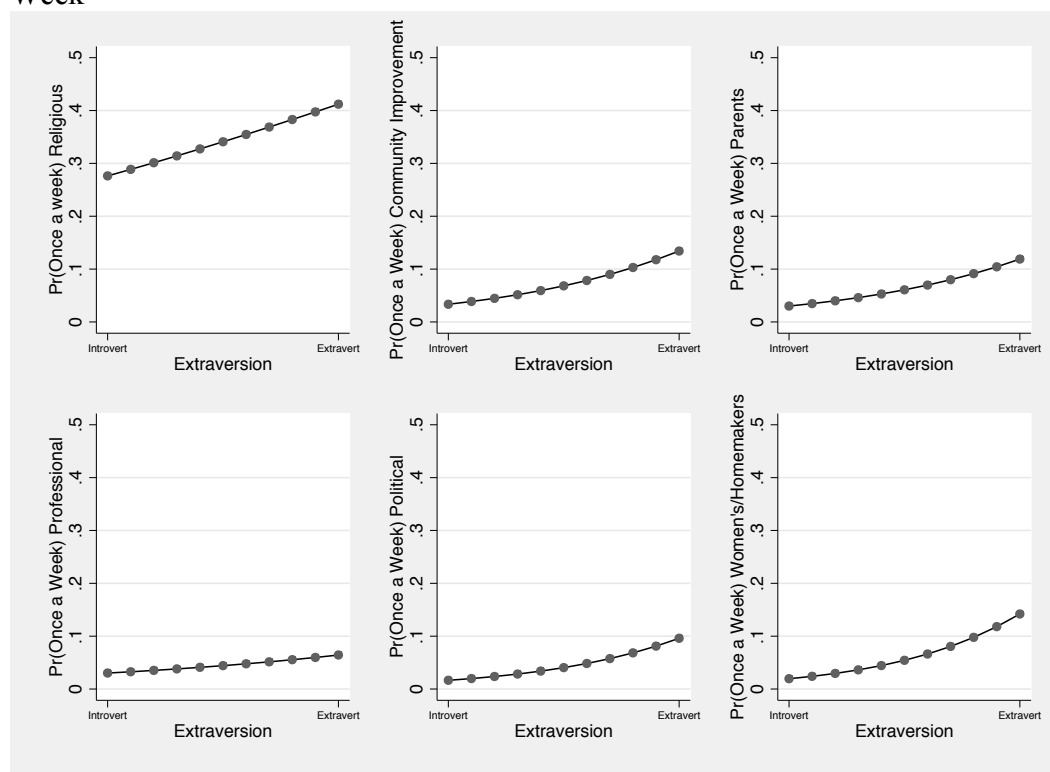 Week
Pr(Once a week) Religious
0 .1 .2 .3 .4 .5
Introvert Extravert
Extraversion
Pr(Once a Week) Community Improvement
0 .1 .2 .3 .4 .5
Introvert Extravert
Extraversion
Pr(Once a Week) Parents
0 .1 .2 .3 .4 .5
Introvert Extravert
Extraversion
Pr(Once a Week) Professional
0 .1 .2 .3 .4 .5
Introvert Extravert
Extraversion
Pr(Once a Week) Political
0 .1 .2 .3 .4 .5
Introvert Extravert
Extraversion
Pr(Once a Week) Women's/Homemakers
0 .1 .2 .3 .4 .5
Introvert Extravert
Extraversion